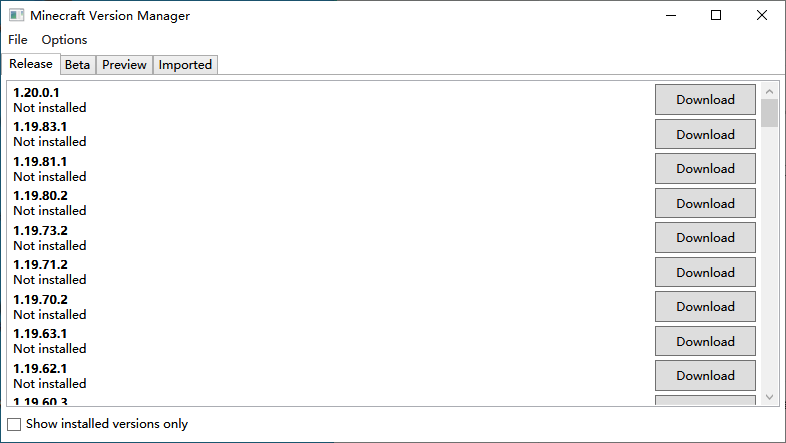 Minecraft Version Manager
File Options
Release Beta Preview Imported
1.20.0.1
Not installed
Download
1.19.83.1
Not installed
Download
1.19.81.1
Not installed
Download
1.19.80.2
Not installed
Download
1.19.73.2
Not installed
Download
1.19.71.2
Not installed
Download
1.19.70.2
Not installed
Download
1.19.63.1
Not installed
Download
1.19.62.1
Not installed
Download
1.19.60.3
Show installed versions only